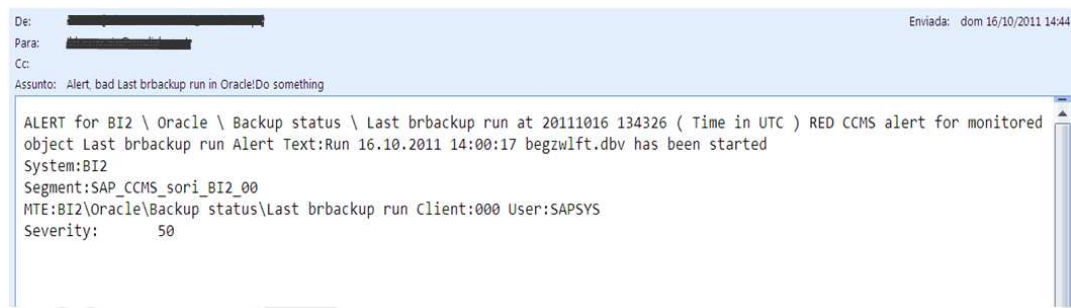 De:
Enviada: dom 16/10/2011 14:44
Para:
Cc:
Assunto: Alert, bad Last brbackup run in Oracle!Do something
ALERT for BI2 \ Oracle \ Backup status \ Last brbackup run at 20111016 134326 ( Time in UTC ) RED CCMS alert for monitored
object Last brbackup run Alert Text:Run 16.10.2011 14:00:17 begzwlft.dbv has been started
System:BI2
Segment:SAP_CCMS_sori_BI2_00
MTE:BI2\Oracle\Backup status\Last brbackup run Client:000 User:SAPSYS
Severity: 50